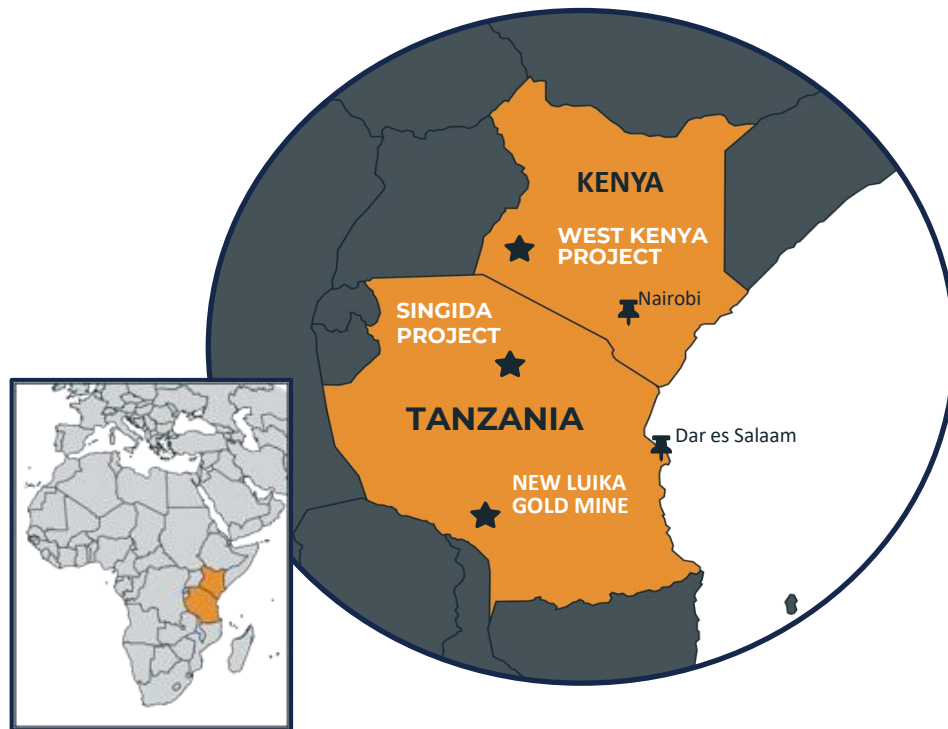 KENYA
WEST KENYA
PROJECT
Nairobi
SINGIDA
PROJECT
TANZANIA
Dar es Salaam
NEW LUIKA
GOLD MINE